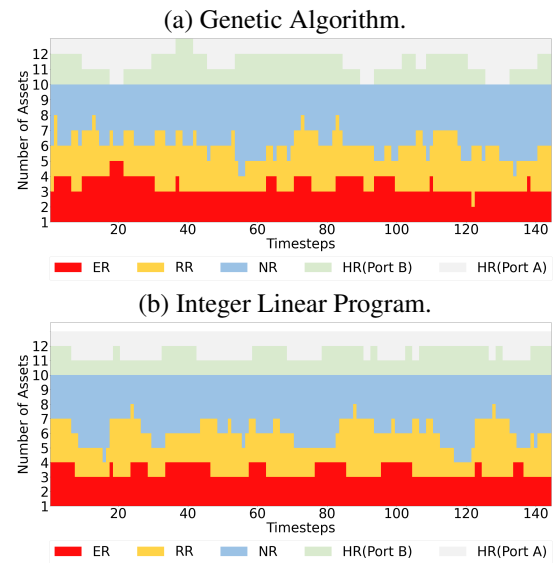 (a) Genetic Algorithm.
12
11
10
9
8
7
6
5
4
3
2
1
Number of Assets
20 40 60 80 100 120 140
Timesteps
ER RR NR HR(Port B) HR(Port A)
(b) Integer Linear Program.
12
11
10
9
8
7
6
5
4
3
2
1
Number of Assets
20 40 60 80 100 120 140
Timesteps
ER RR NR HR(Port B) HR(Port A)